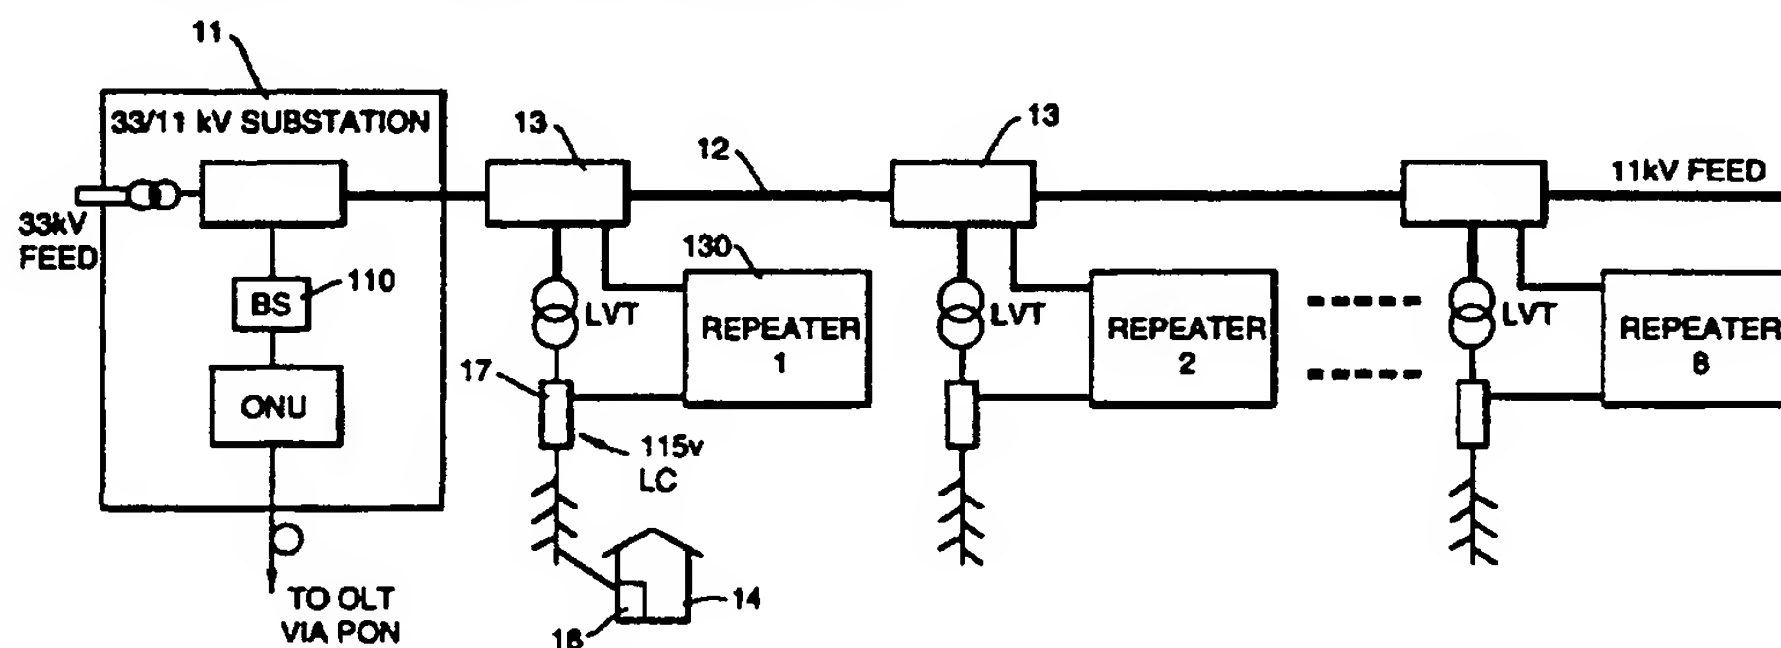 11
33/11 kV SUBSTATION
13
12
13
11kV FEED
33kV
FEED
BS
110
130
LVT
REPEATER
1
LVT
REPEATER
2
LVT
REPEATER
8
17
ONU
115v
LC
14
TO OLT
VIA PON